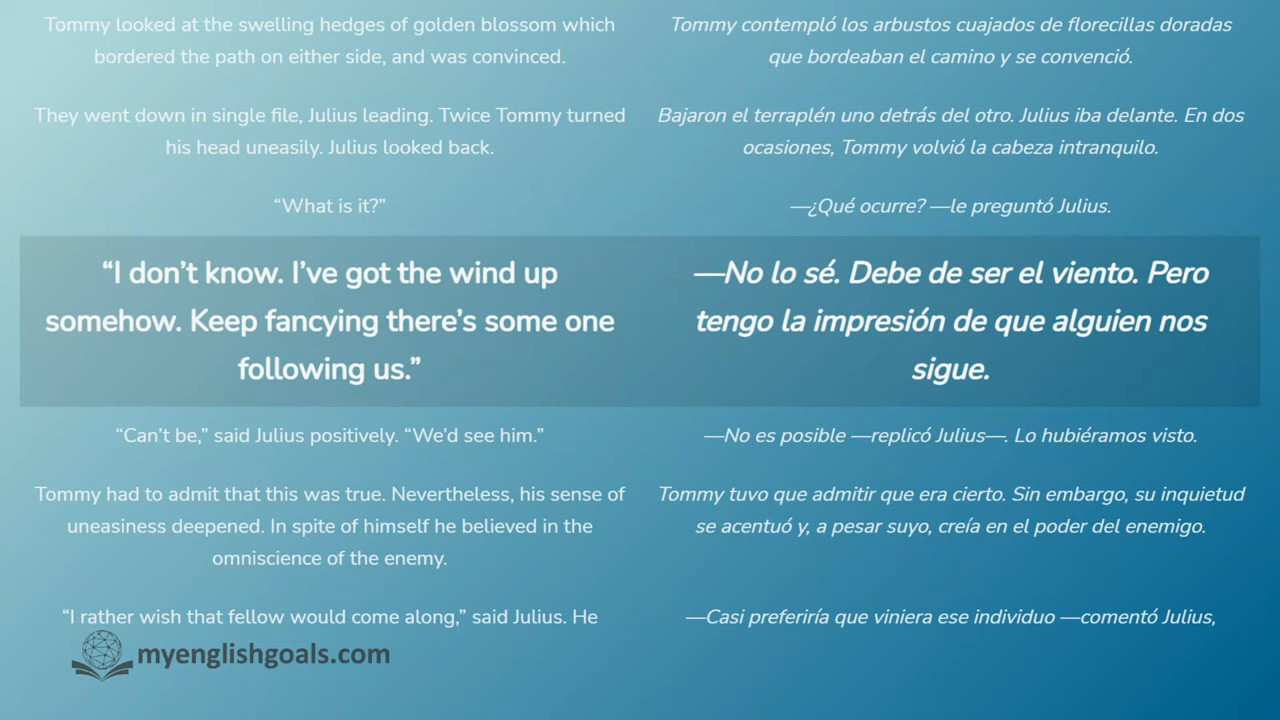 Tommy looked at the swelling hedges of golden blossom which
bordered the path on either side, and was convinced.
They went down in single file, Julius leading. Twice Tommy turned
his head uneasily. Julius looked back.
“What is it?”
“I don’t know. I’ve got the wind up
somehow. Keep fancying there’s some one
following us.”
“Can’t be,” said Julius positively. “We’d see him.”
Tommy had to admit that this was true. Nevertheless, his sense of
uneasiness deepened. In spite of himself he believed in the
omniscience of the enemy.
“I rather wish that fellow would come along,” said Julius. He
Tommy contempló los arbustos cuajados de florecillas doradas
que bordeaban el camino y se convenció.
Bajaron el terraplén uno detrás del otro. Julius iba delante. En dos
ocasiones, Tommy volvió la cabeza intranquilo.
—¿Qué ocurre? —le preguntó Julius.
—No lo sé. Debe de ser el viento. Pero
tengo la impresión de que alguien nos
sigue.
—No es posible —replicó Julius—. Lo hubiéramos visto.
Tommy tuvo que admitir que era cierto. Sin embargo, su inquietud
se acentuó y, a pesar suyo, creía en el poder del enemigo.
—Casi preferiría que viniera ese individuo —comentó Julius,
myenglishgoals.com